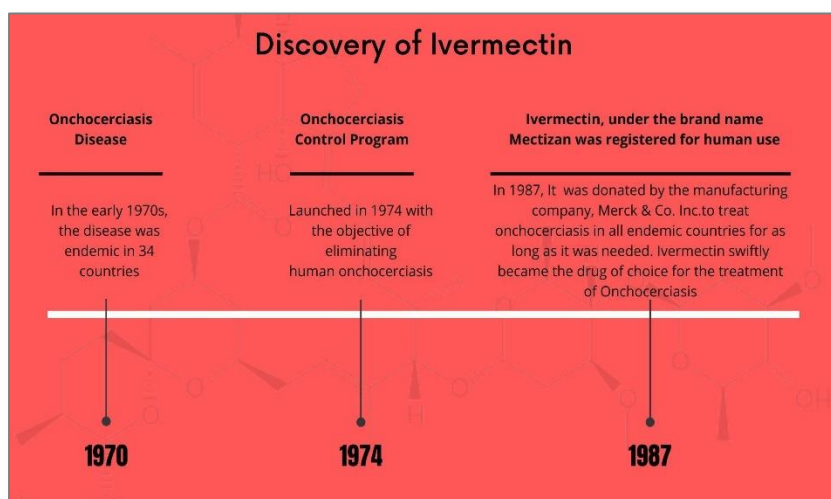 Discovery of Ivermectin
Onchocerciasis
Disease
In the early 1970s,
the disease was
endemic in 34
countries
1970
Onchocerciasis
Control Program
Launched in 1974 with
the objective of
eliminating
human onchocerciasis
1974
Ivermectin, under the brand name
Mectizan was registered for human use
In 1987, It was donated by the manufacturing
company, Merck & Co. Inc.to treat
onchocerciasis in all endemic countries for as
long as it was needed. Ivermectin swiftly
became the drug of choice for the treatment
of Onchocerciasis
1987
HO
O
O
O
O
O
O
O
H
OH